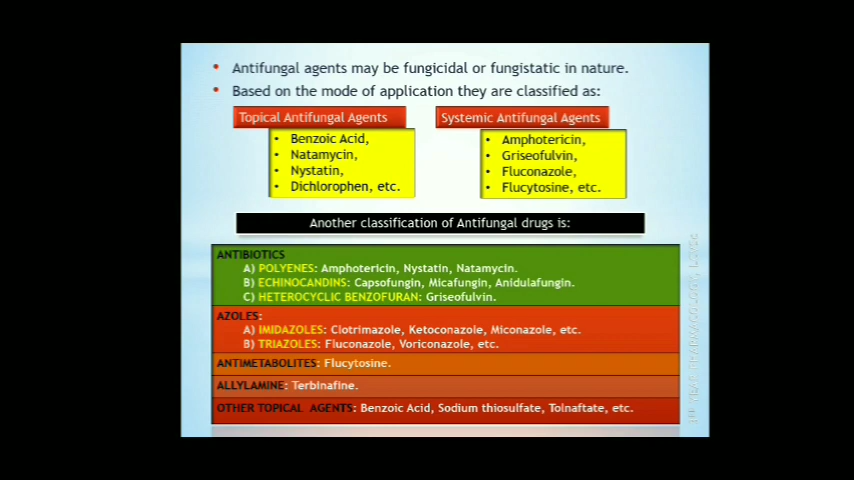 • Antifungal agents may be fungicidal or fungistatic in nature.
• Based on the mode of application they are classified as:
Topical Antifungal Agents
• Benzoic Acid,
• Natamycin,
• Nystatin,
• Dichlorophen, etc.
Systemic Antifungal Agents
• Amphotericin,
• Griseofulvin,
• Fluconazole,
• Flucytosine, etc.
Another classification of Antifungal drugs is:
ANTIBIOTICS
A) POLYENES: Amphotericin, Nystatin, Natamycin.
B) ECHINOCANDINS: Capsofungin, Micafungin, Anidulafungin.
C) HETEROCYCLIC BENZOFURAN: Griseofulvin.
AZOLES:
A) IMIDAZOLES: Clotrimazole, Ketoconazole, Miconazole, etc.
B) TRIAZOLES: Fluconazole, Voriconazole, etc.
ANTIMETABOLITES: Flucytosine.
ALLYLAMINE: Terbinafine.
OTHER TOPICAL AGENTS: Benzoic Acid, Sodium thiosulfate, Tolnaftate, etc.